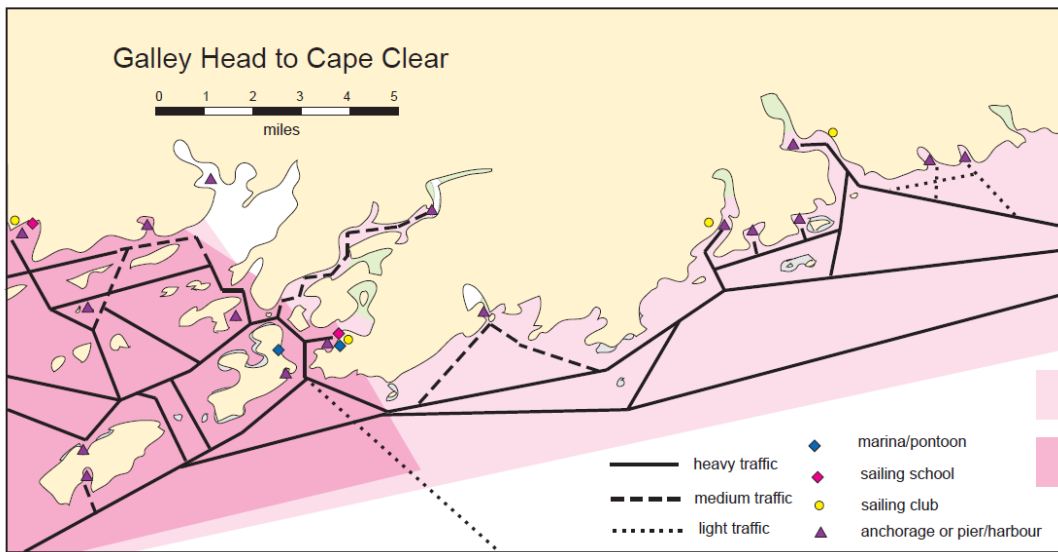 Galley Head to Cape Clear
0 1 2 3 4 5
miles
marina/pontoon
heavy traffic
sailing school
medium traffic
sailing club
light traffic
anchorage or pier/harbour